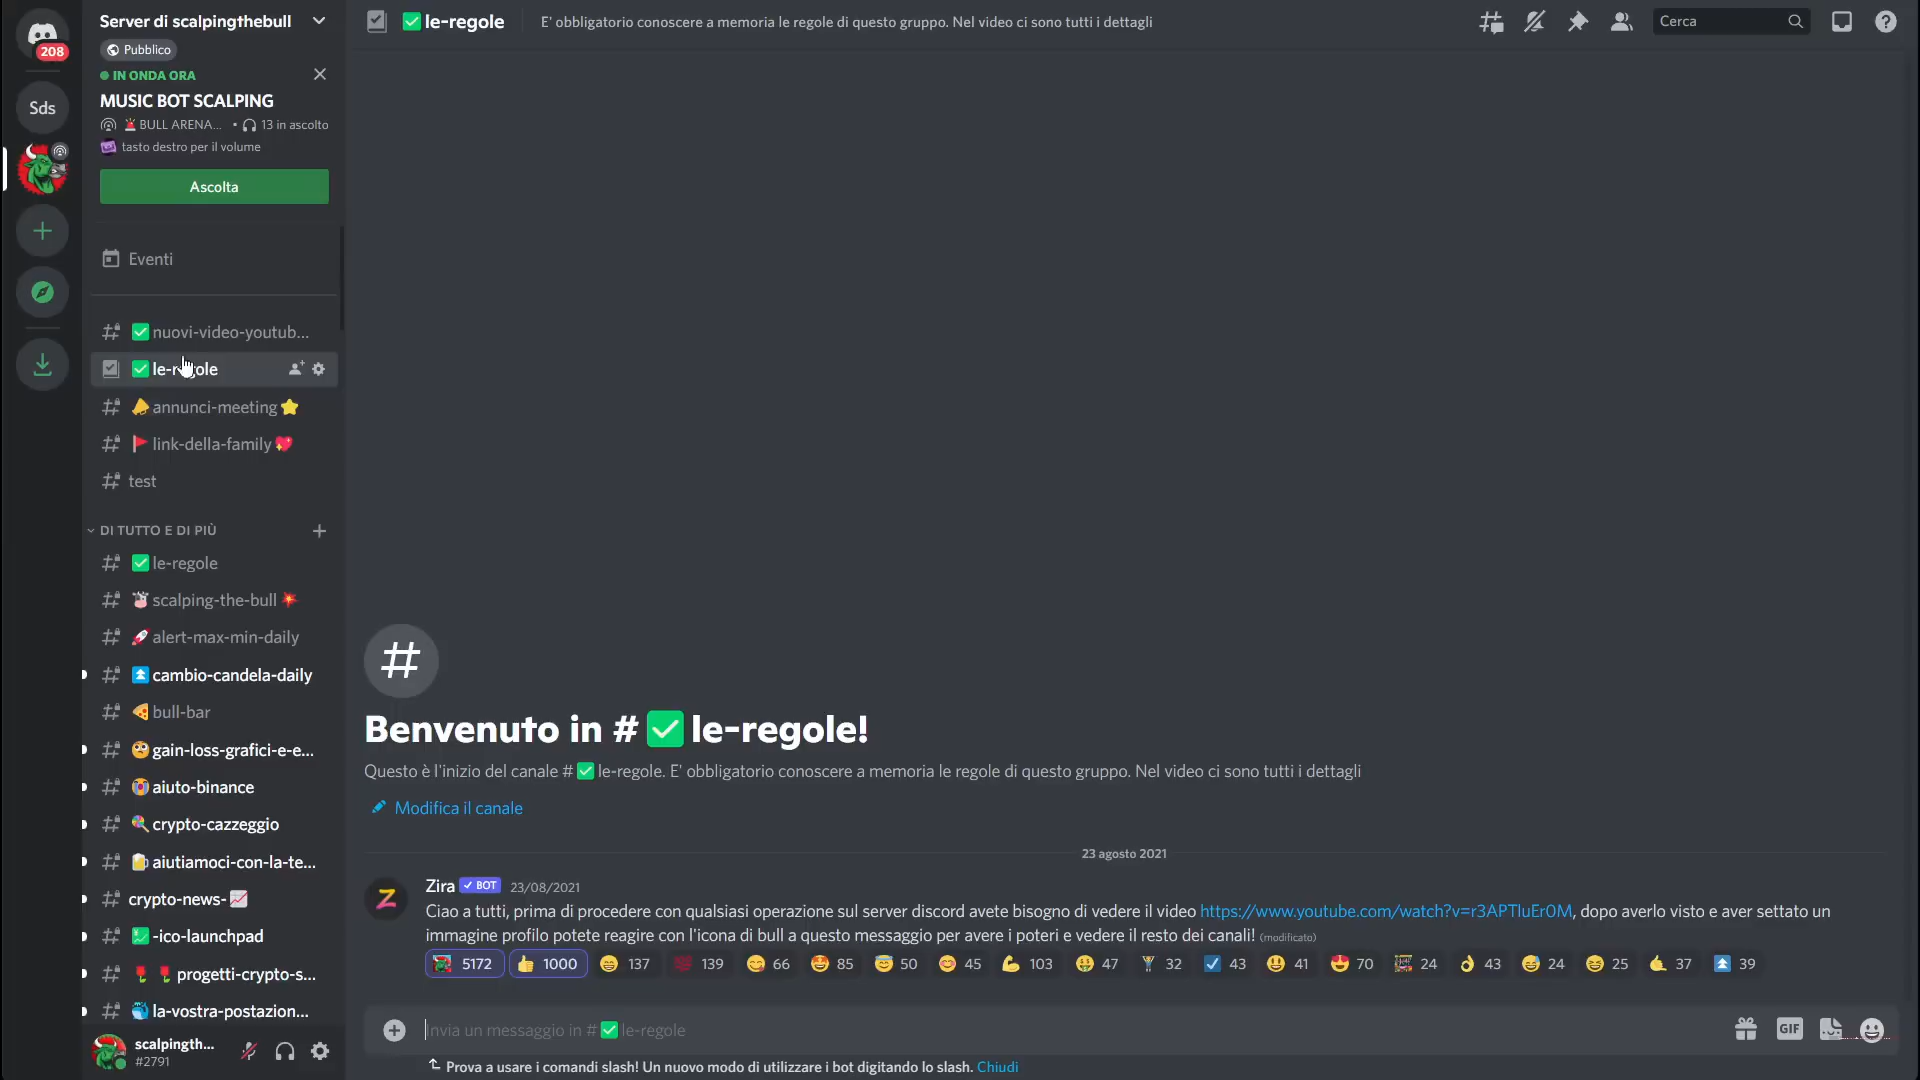 208
Sds
Server di scalpingthebull
Pubblico
IN ONDA ORA
MUSIC BOT SCALPING
BULL ARENA... • 13 in ascolto
tasto destro per il volume
Ascolta
Eventi
# ✅nuovi-video-youtub...
✅le-regole
# annunci-meeting⭐
# 🚩link-della-family💖
# test
DI TUTTO E DI PIÙ
# ✅le-regole
# 🐮scalping-the-bull💥
# 🚀alert-max-min-daily
# ⏫cambio-candela-daily
# 🍕bull-bar
# gain-loss-grafici-e-e...
# aiuto-binance
# 🍭crypto-cazzeggio
# 🍺aiutiamoci-con-la-te...
# crypto-news-📈
# 💹-ico-launchpad
# 🌷🌷progetti-crypto-s...
# la-vostra-postazion...
scalpingth...
#2791
✅le-regole
E' obbligatorio conoscere a memoria le regole di questo gruppo. Nel video ci sono tutti i dettagli
Cerca
#
Benvenuto in #✅le-regole!
Questo è l'inizio del canale #✅le-regole. E' obbligatorio conoscere a memoria le regole di questo gruppo. Nel video ci sono tutti i dettagli
Modifica il canale
23 agosto 2021
Zira ✓ BOT 23/08/2021
Ciao a tutti, prima di procedere con qualsiasi operazione sul server discord avete bisogno di vedere il video https://www.youtube.com/watch?v=r3APTluEr0M, dopo averlo visto e aver settato un
immagine profilo potete reagire con l'icona di bull a questo messaggio per avere i poteri e vedere il resto dei canali! (modificato)
5172 1000 137 139 66 85 50 45 103 47 32 43 41 70 24 43 24 25 37 39
Invia un messaggio in #✅le-regole
GIF
Prova a usare i comandi slash! Un nuovo modo di utilizzare i bot digitando lo slash. Chiudi